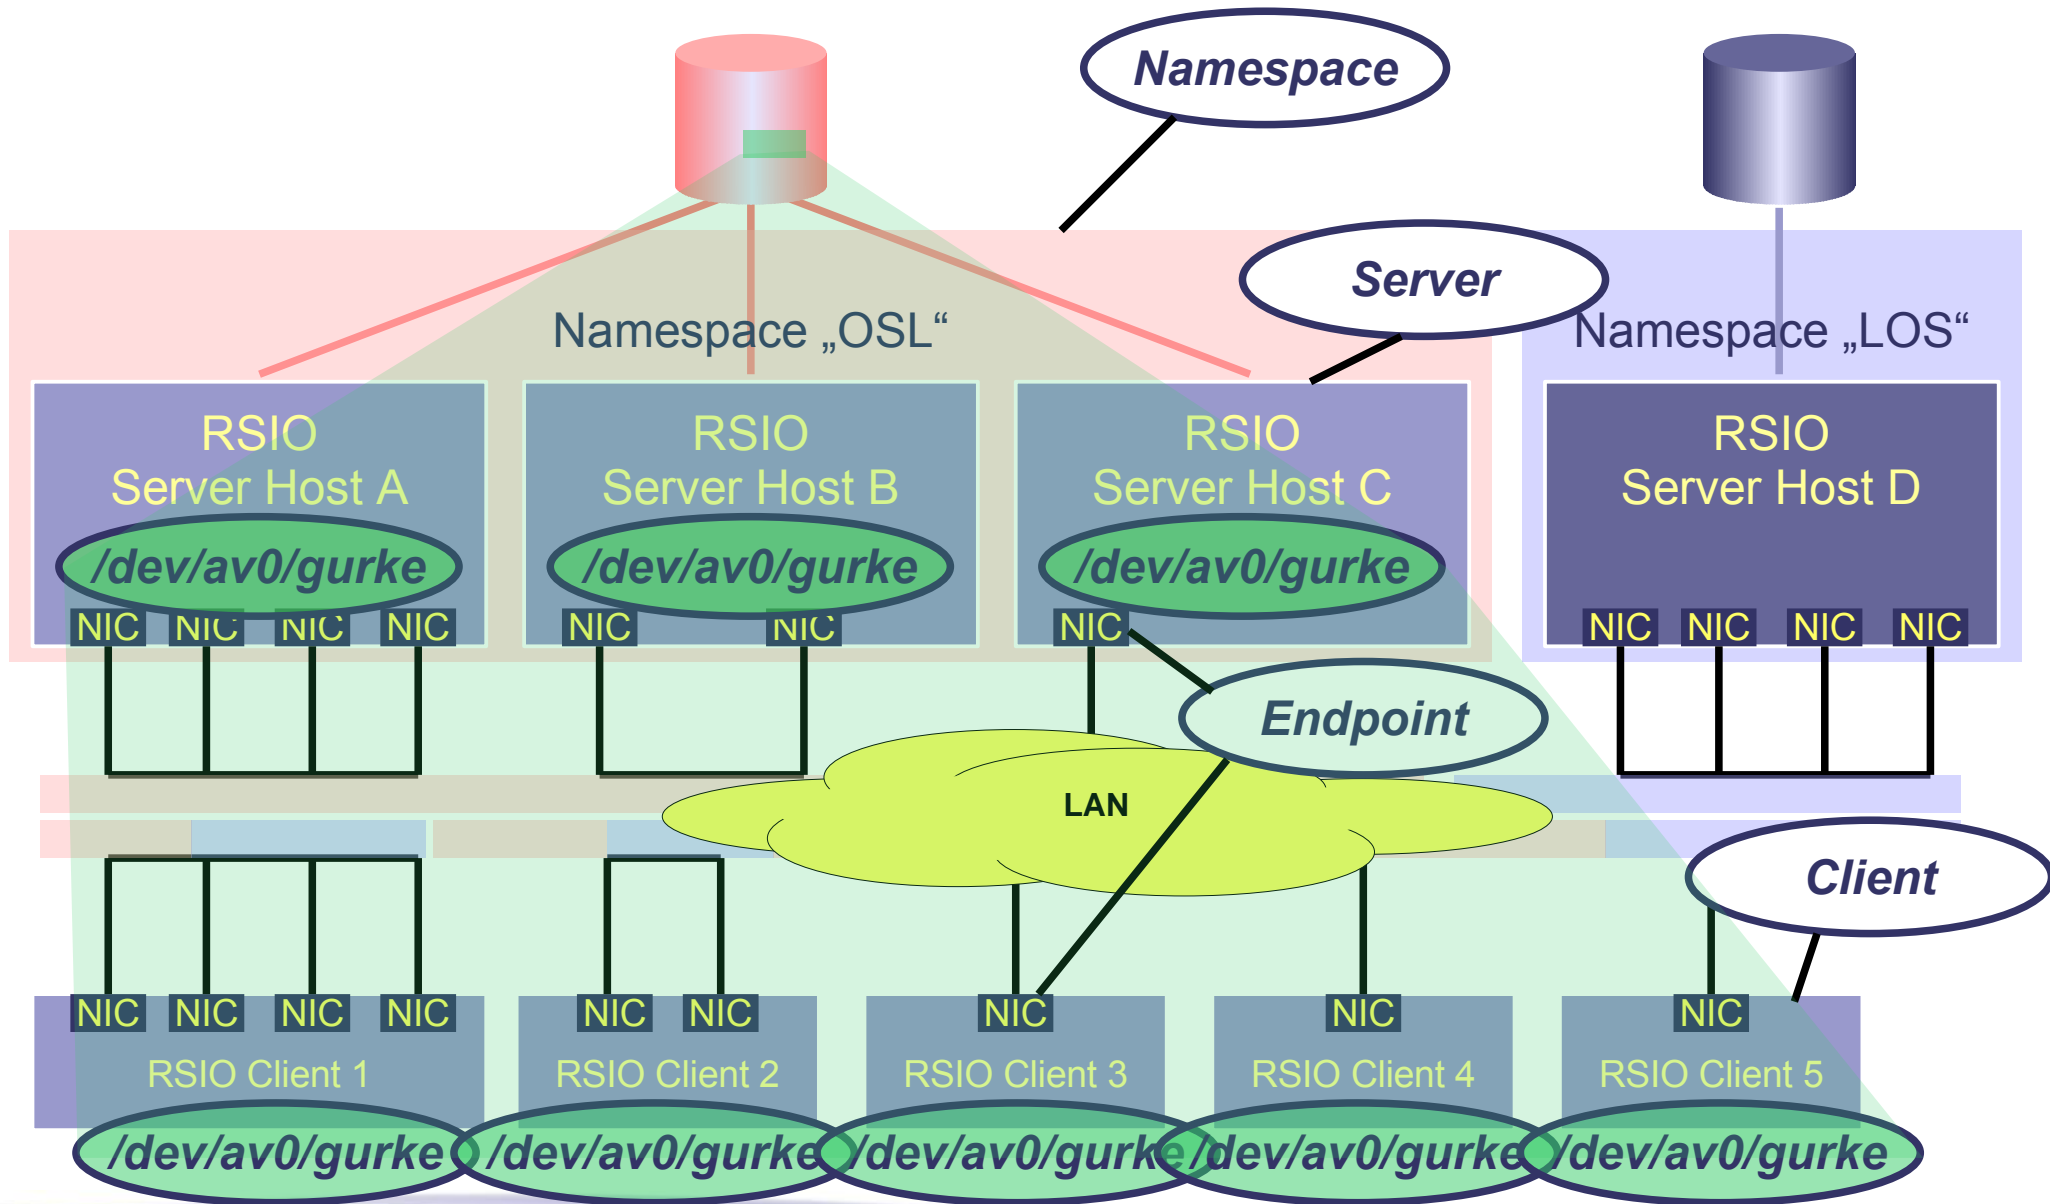 Namespace
Server
Namespace „OSL“
Namespace „LOS“
RSIO
Server Host A
RSIO
Server Host B
RSIO
Server Host C
RSIO
Server Host D
/dev/av0/gurke
/dev/av0/gurke
/dev/av0/gurke
NIC NIC NIC NIC
NIC NIC
NIC
NIC NIC NIC NIC
Endpoint
LAN
Client
NIC NIC NIC NIC
NIC NIC
NIC
NIC
NIC
RSIO Client 1
RSIO Client 2
RSIO Client 3
RSIO Client 4
RSIO Client 5
/dev/av0/gurke
/dev/av0/gurke
/dev/av0/gurke
/dev/av0/gurke
/dev/av0/gurke